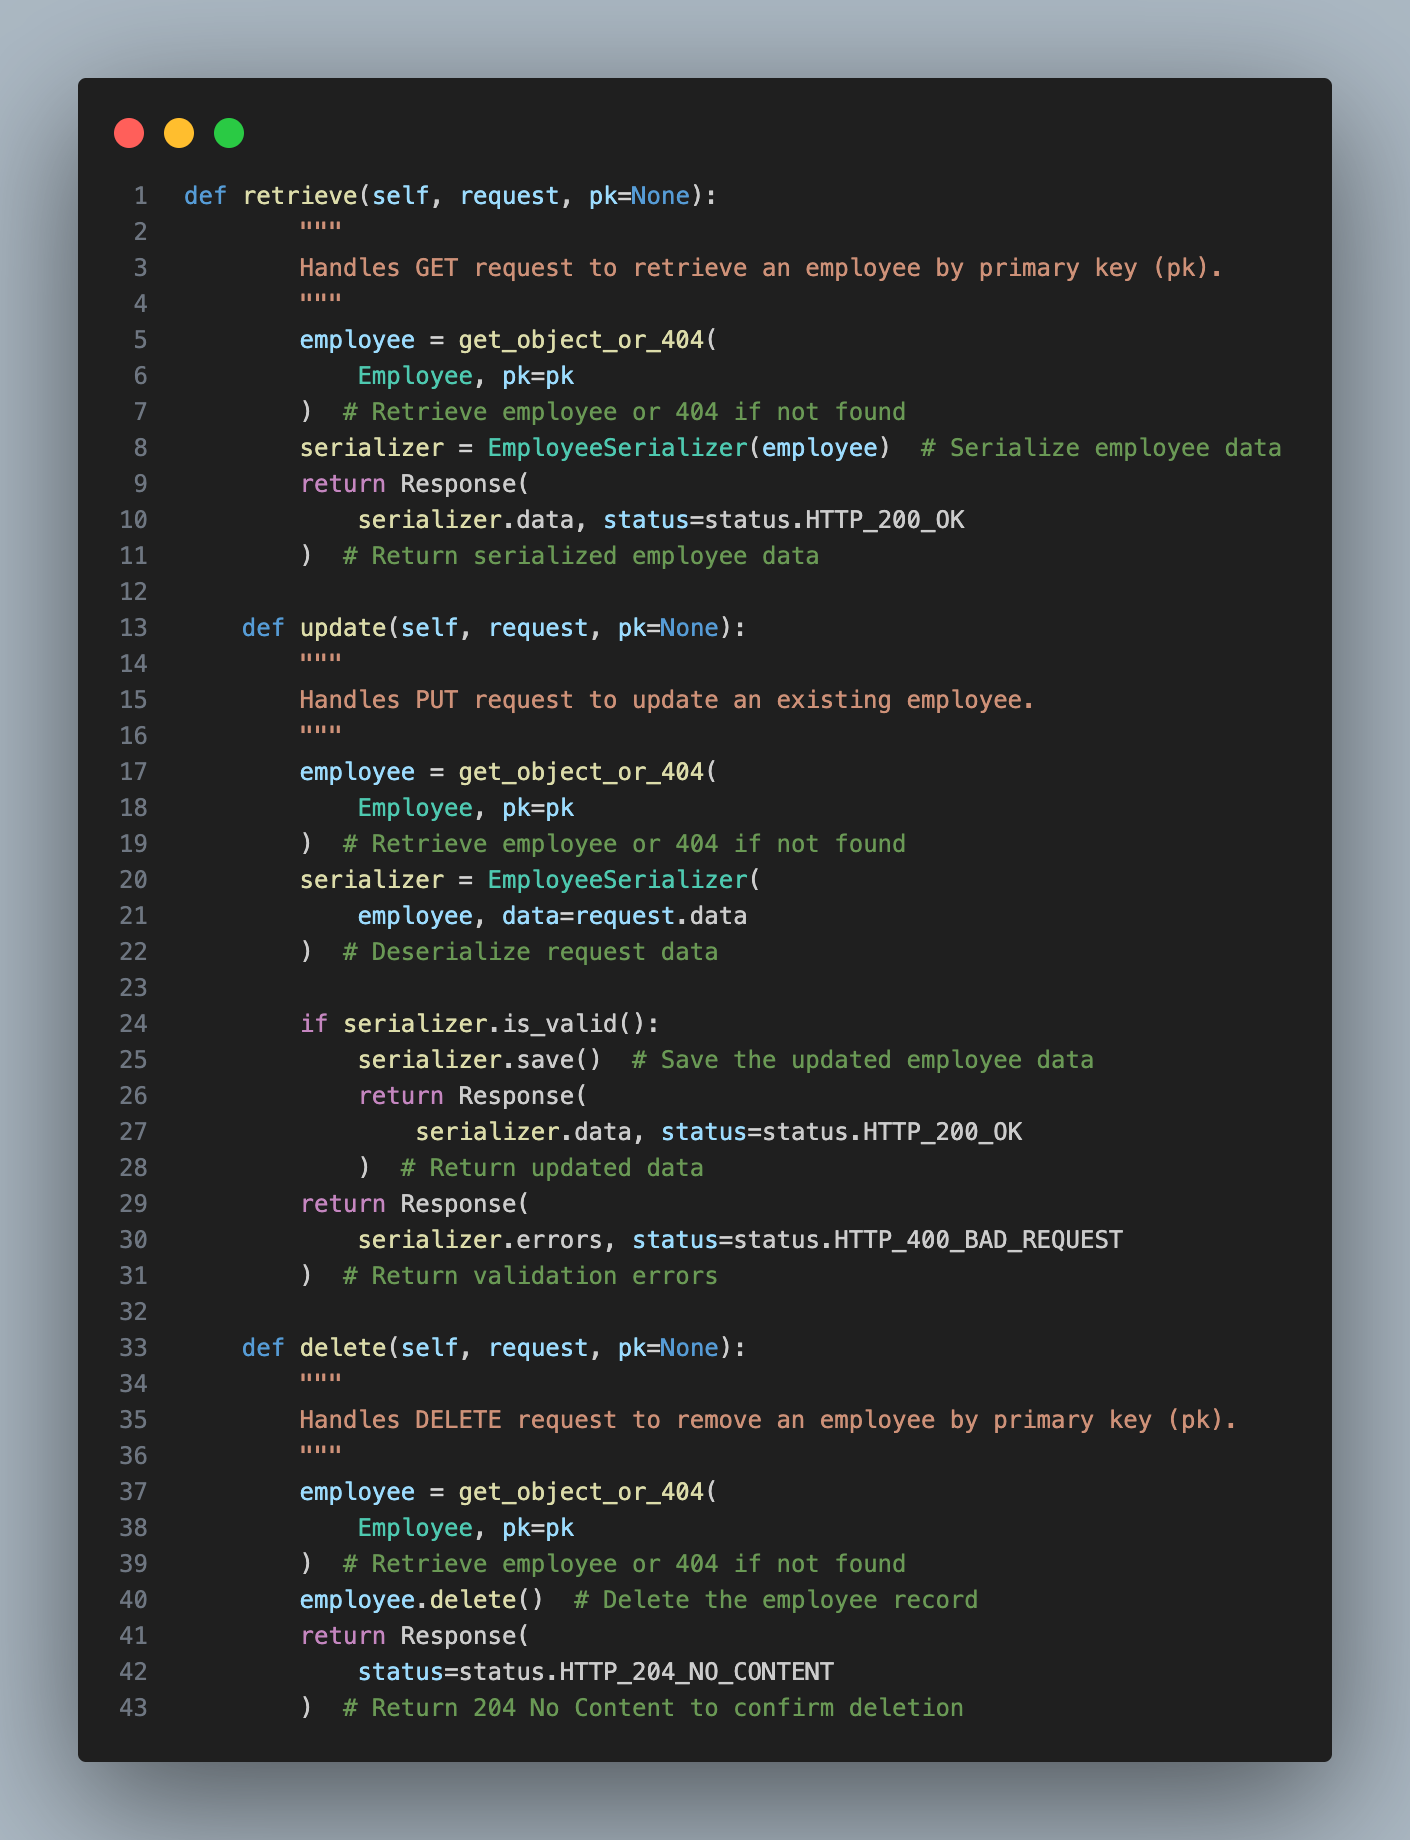 1 def retrieve(self, request, pk=None):
2         """
3         Handles GET request to retrieve an employee by primary key (pk).
4         """
5         employee = get_object_or_404(
6             Employee, pk=pk
7         )  # Retrieve employee or 404 if not found
8         serializer = EmployeeSerializer(employee)  # Serialize employee data
9         return Response(
10             serializer.data, status=status.HTTP_200_OK
11         )  # Return serialized employee data
12
13     def update(self, request, pk=None):
14         """
15         Handles PUT request to update an existing employee.
16         """
17         employee = get_object_or_404(
18             Employee, pk=pk
19         )  # Retrieve employee or 404 if not found
20         serializer = EmployeeSerializer(
21             employee, data=request.data
22         )  # Deserialize request data
23
24         if serializer.is_valid():
25             serializer.save()  # Save the updated employee data
26             return Response(
27                 serializer.data, status=status.HTTP_200_OK
28             )  # Return updated data
29         return Response(
30             serializer.errors, status=status.HTTP_400_BAD_REQUEST
31         )  # Return validation errors
32
33     def delete(self, request, pk=None):
34         """
35         Handles DELETE request to remove an employee by primary key (pk).
36         """
37         employee = get_object_or_404(
38             Employee, pk=pk
39         )  # Retrieve employee or 404 if not found
40         employee.delete()  # Delete the employee record
41         return Response(
42             status=status.HTTP_204_NO_CONTENT
43         )  # Return 204 No Content to confirm deletion